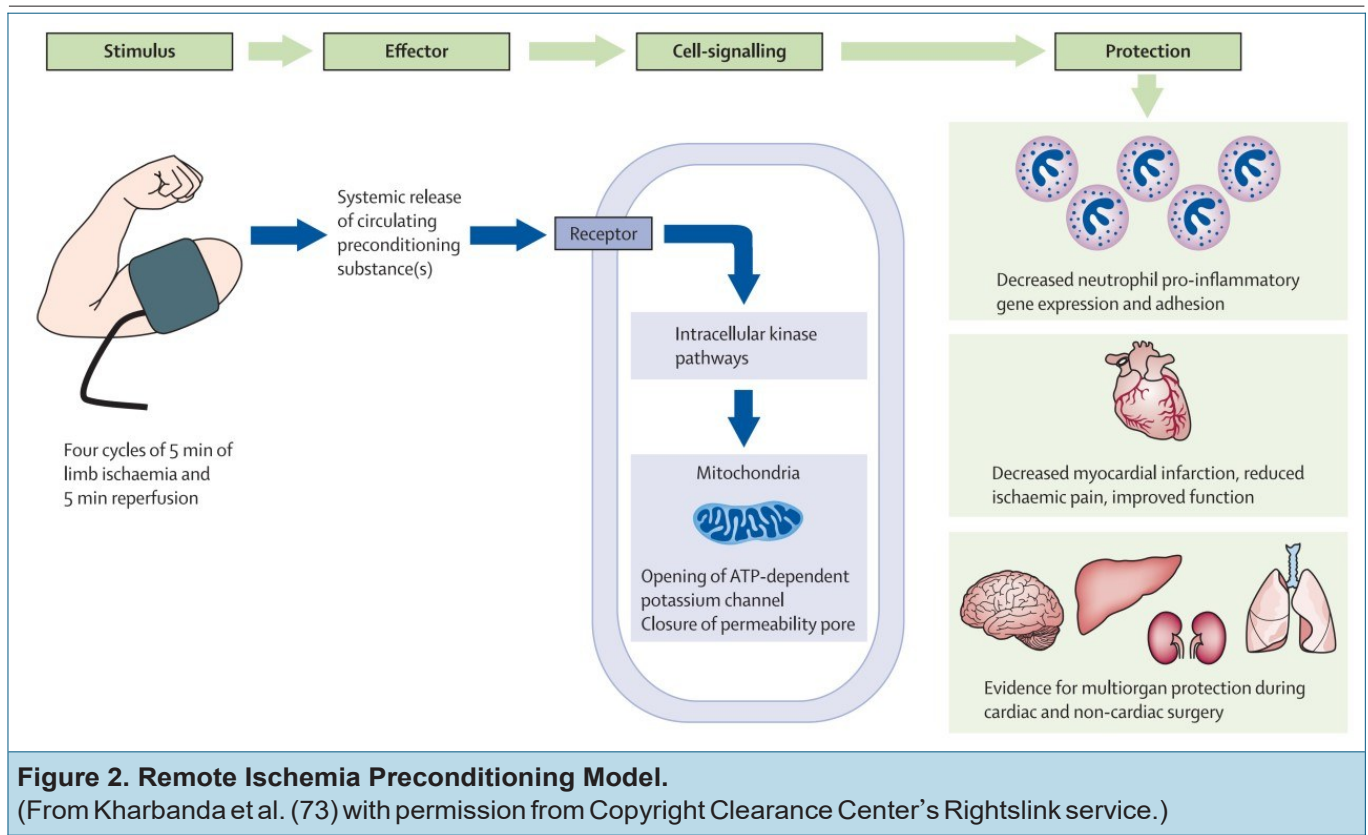 Stimulus
Effector
Cell-signalling
Protection
Four cycles of 5 min of
limb ischaemia and
5 min reperfusion
Systemic release
of circulating
preconditioning
substance(s)
Receptor
Intracellular kinase
pathways
Mitochondria
Opening of ATP-dependent
potassium channel
Closure of permeability pore
Decreased neutrophil pro-inflammatory
gene expression and adhesion
Decreased myocardial infarction, reduced
ischaemic pain, improved function
Evidence for multiorgan protection during
cardiac and non-cardiac surgery
Figure 2. Remote Ischemia Preconditioning Model.
(From Kharbanda et al. (73) with permission from Copyright Clearance Center’s Rightslink service.)